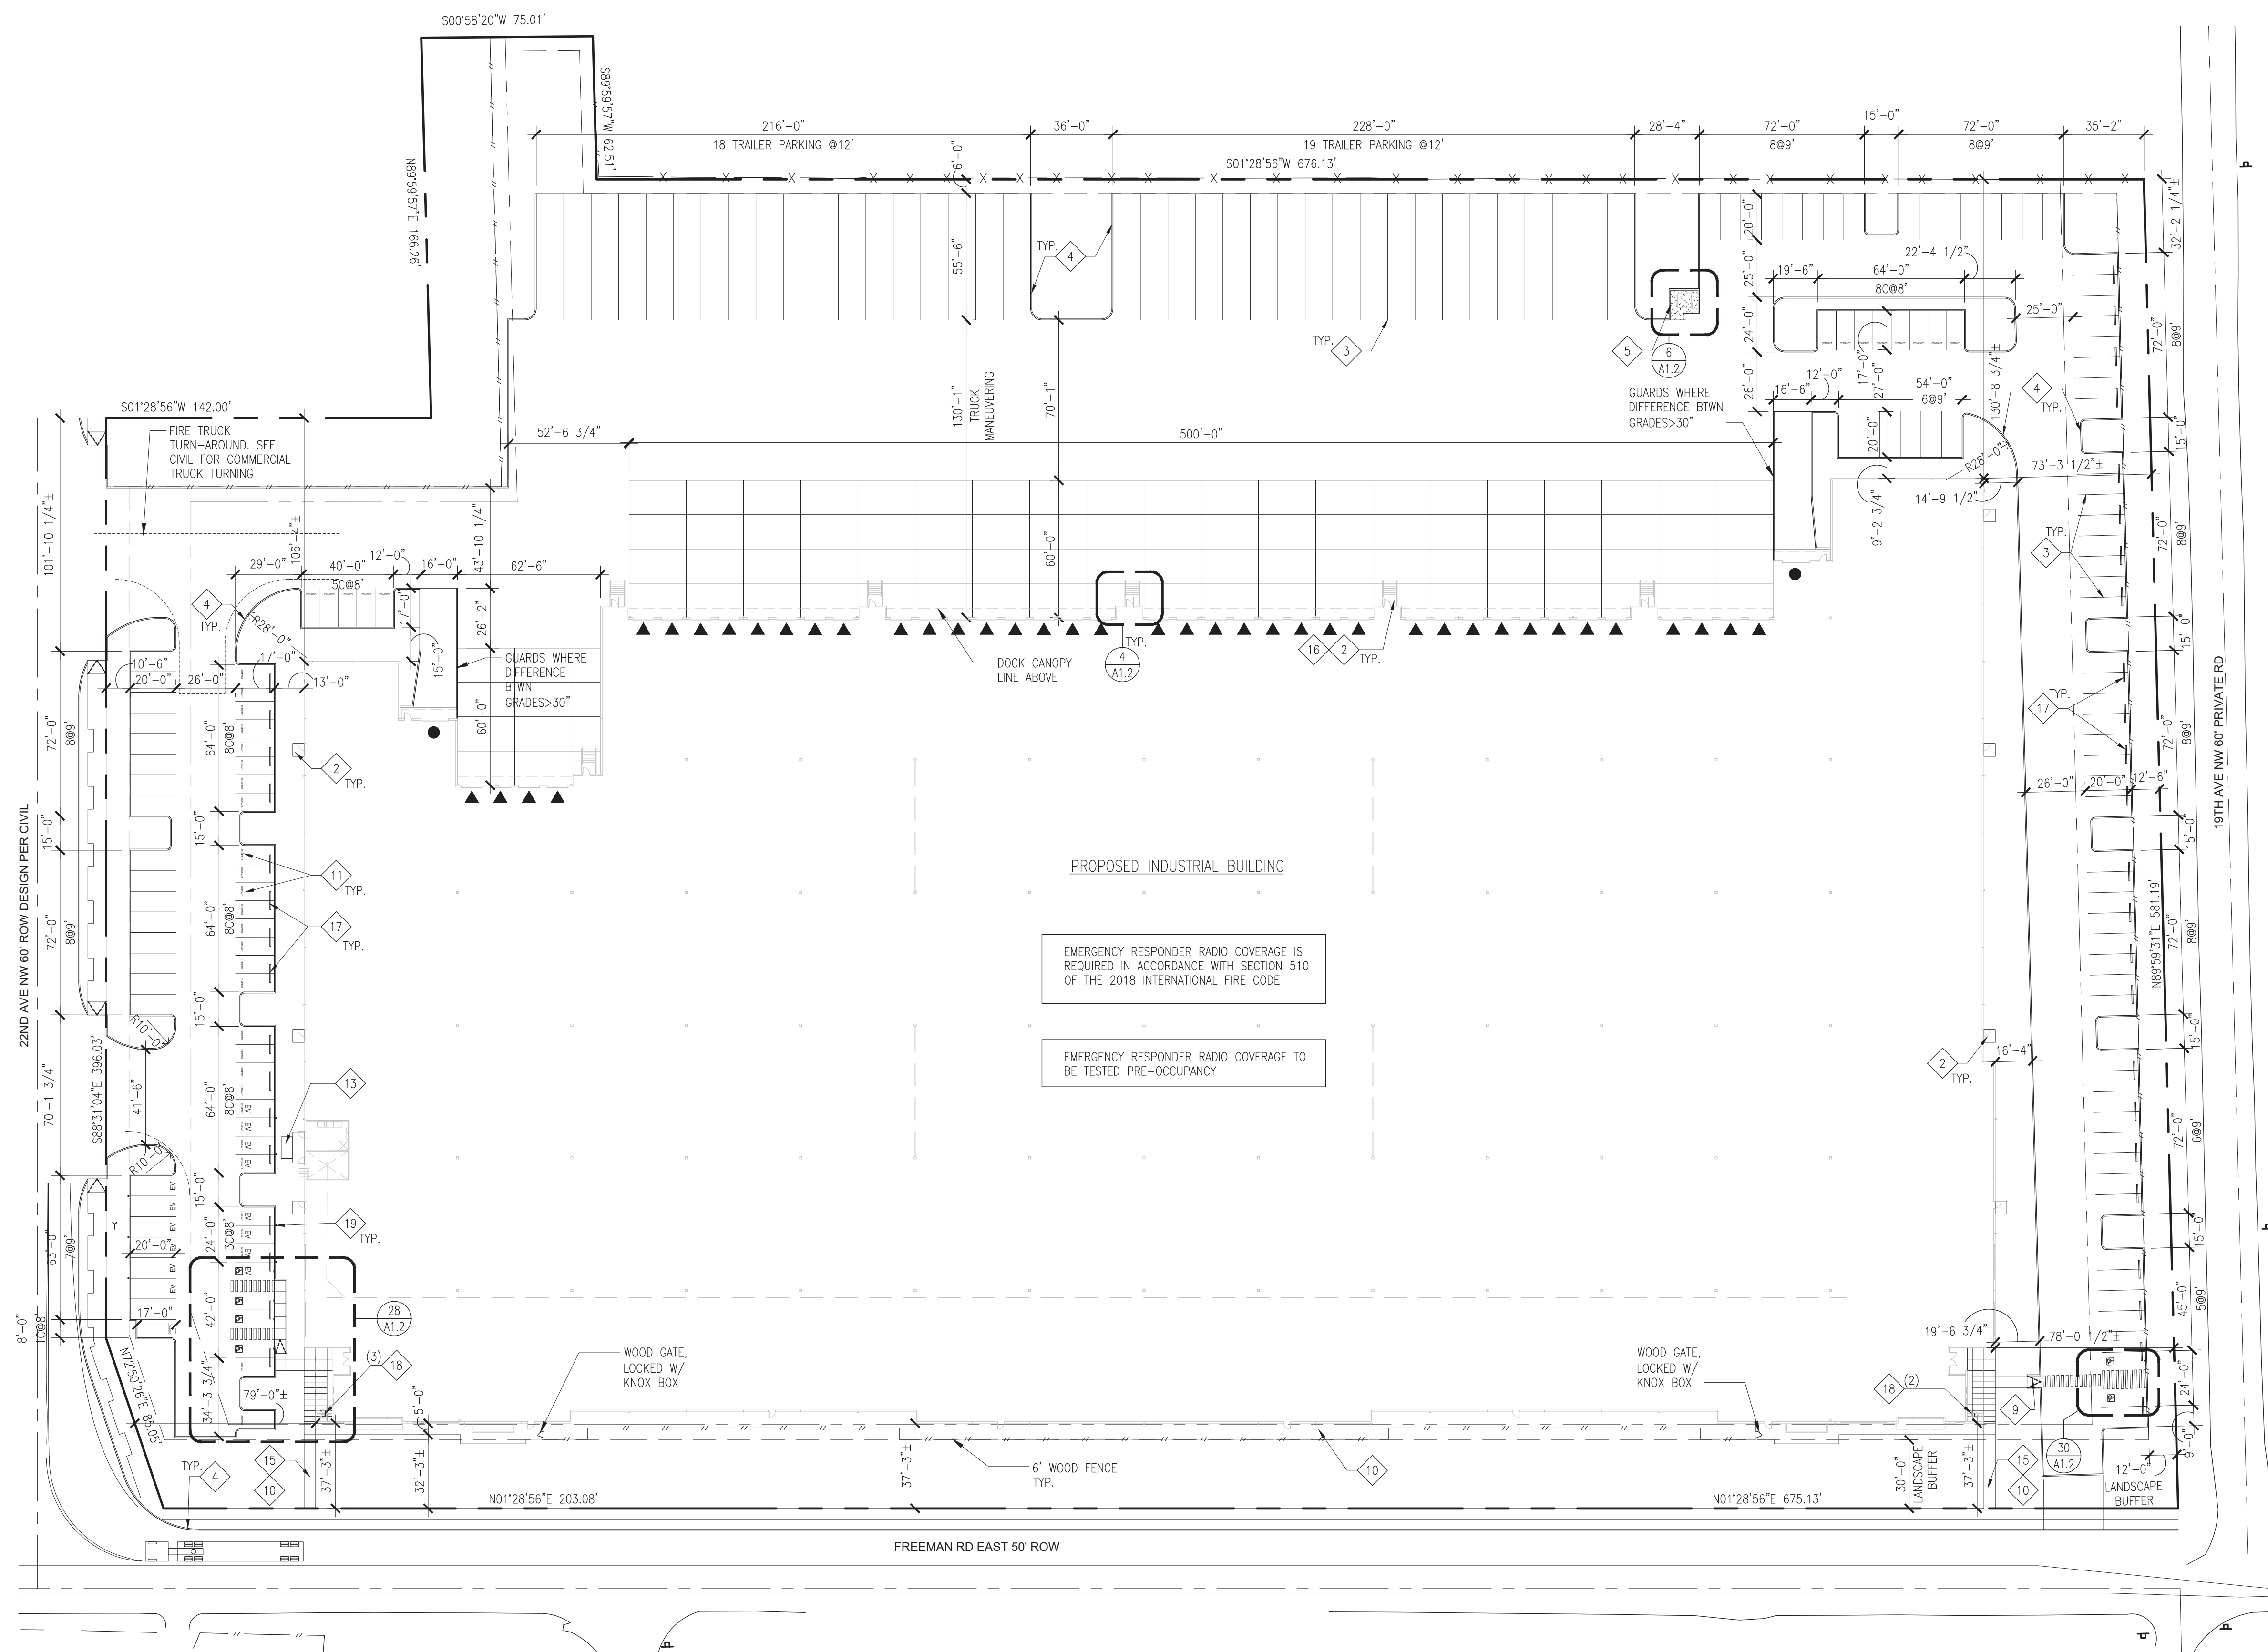 S00°58'20"W 75.01'
S89°59'57"W 62.51'
N89°59'57"E 166.26'
216'-0"
18 TRAILER PARKING @12'
36'-0"
228'-0"
19 TRAILER PARKING @12'
28'-4"
72'-0"
8@9'
15'-0"
72'-0"
8@9'
35'-2"
S01°28'56"W 676.13'
6'-0"
55'-6"
130'-1"
TRUCK
MANEUVERING
70'-1"
60'-0"
TYP.
4
TYP.
3
5
6
A1.2
20'-0"
25'-0"
24'-0"
26'-0"
19'-6"
64'-0"
8C@8'
22'-4 1/2"
25'-0"
17'-0"
27'-0"
12'-0"
16'-6"
54'-0"
6@9'
20'-0"
9'-2 3/4"
130'-8 3/4"±
R28'-0"
73'-3 1/2"±
14'-9 1/2"
4
TYP.
32'-2 1/4"±
72'-0"
8@9'
15'-0"
72'-0"
8@9'
15'-0"
72'-0"
8@9'
15'-0"
72'-0"
8@9'
15'-0"
72'-0"
6@9'
15'-0"
45'-0"
5@9'
24'-0"
9'-0"
TYP.
3
TYP.
17
26'-0"
20'-0"
12'-6"
N89°59'31"E 581.19'
19TH AVE NW 60' PRIVATE RD
GUARDS WHERE
DIFFERENCE BTWN
GRADES>30"
S01°28'56"W 142.00'
FIRE TRUCK
TURN-AROUND. SEE
CIVIL FOR COMMERCIAL
TRUCK TURNING
52'-6 3/4"
500'-0"
101'-10 1/4"±
106'-4"±
29'-0"
40'-0"
5C@8'
12'-0"
16'-0"
43'-10 1/4"
62'-6"
17'-0"
26'-2"
15'-0"
60'-0"
4
TYP.
R28'-0"
10'-6"
20'-0"
26'-0"
17'-0"
13'-0"
GUARDS WHERE
DIFFERENCE
BTWN
GRADES>30"
DOCK CANOPY
LINE ABOVE
TYP.
4
A1.2
16
2
TYP.
72'-0"
8@9'
15'-0"
72'-0"
8@9'
70'-1 3/4"
63'-0"
7@9'
8'-0"
1C@8'
64'-0"
8C@8'
15'-0"
64'-0"
8C@8'
15'-0"
64'-0"
8C@8'
15'-0"
24'-0"
3C@8'
42'-0"
34'-3 3/4"
2
TYP.
11
TYP.
17
TYP.
13
19
TYP.
22ND AVE NW 60' ROW DESIGN PER CIVIL
S88°31'04"E 396.03'
R10'-0"
41'-6"
R10'-0"
EV
EV
EV
EV
EV
EV
EV
EV
EV
EV
EV
EV
EV
EV
20'-0"
17'-0"
N72°50'26"E 85.05'
79'-0"±
28
A1.2
(3)
18
PROPOSED INDUSTRIAL BUILDING
EMERGENCY RESPONDER RADIO COVERAGE IS
REQUIRED IN ACCORDANCE WITH SECTION 510
OF THE 2018 INTERNATIONAL FIRE CODE
EMERGENCY RESPONDER RADIO COVERAGE TO
BE TESTED PRE-OCCUPANCY
2
TYP.
16'-4"
19'-6 3/4"
78'-0 1/2"±
18
(2)
9
30
A1.2
WOOD GATE,
LOCKED W/
KNOX BOX
WOOD GATE,
LOCKED W/
KNOX BOX
5'-0"
TYP.
4
15
10
37'-3"±
32'-3"±
37'-3"±
6' WOOD FENCE
TYP.
10
30'-0"
LANDSCAPE
BUFFER
37'-3"±
15
10
12'-0"
LANDSCAPE
BUFFER
N01°28'56"E 203.08'
N01°28'56"E 675.13'
FREEMAN RD EAST 50' ROW